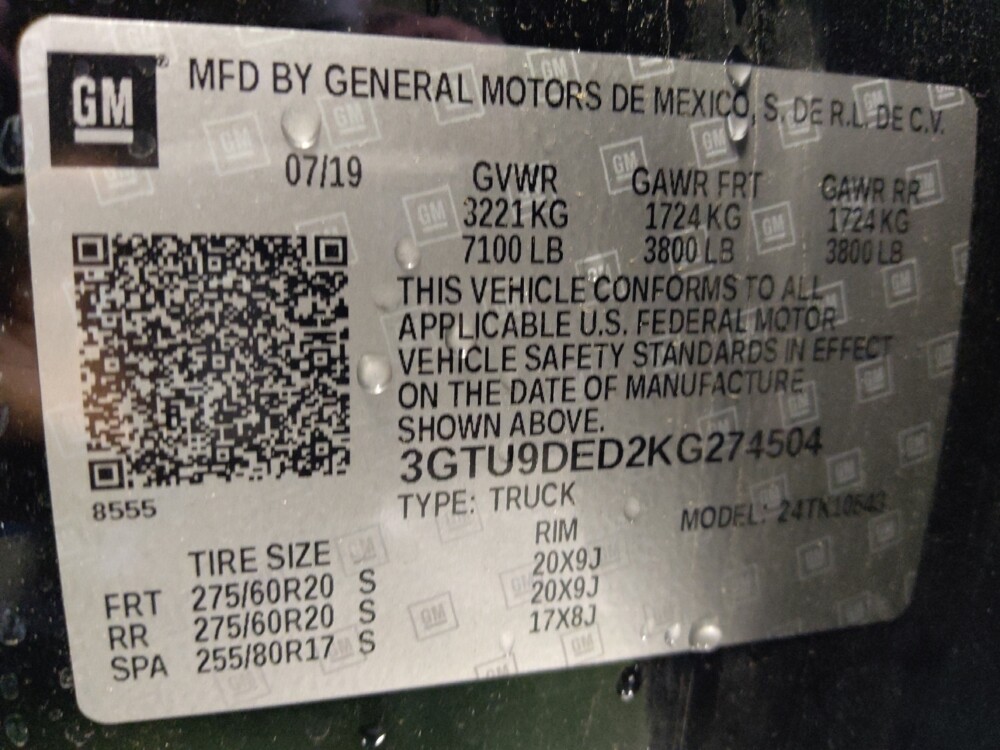 GM
MFD BY GENERAL MOTORS DE MEXICO, S. DE R.L. DE C.V.
07/19
GVWR GAWR FRT GAWR RR
3221 KG 1724 KG 1724 KG
7100 LB 3800 LB 3800 LB
THIS VEHICLE CONFORMS TO ALL
APPLICABLE U.S. FEDERAL MOTOR
VEHICLE SAFETY STANDARDS IN EFFECT
ON THE DATE OF MANUFACTURE
SHOWN ABOVE.
3GTU9DED2KG274504
8555
TYPE: TRUCK
MODEL: 24TK10543
TIRE SIZE RIM
FRT 275/60R20 S 20X9J
RR 275/60R20 S 20X9J
SPA 255/80R17 S 17X8J